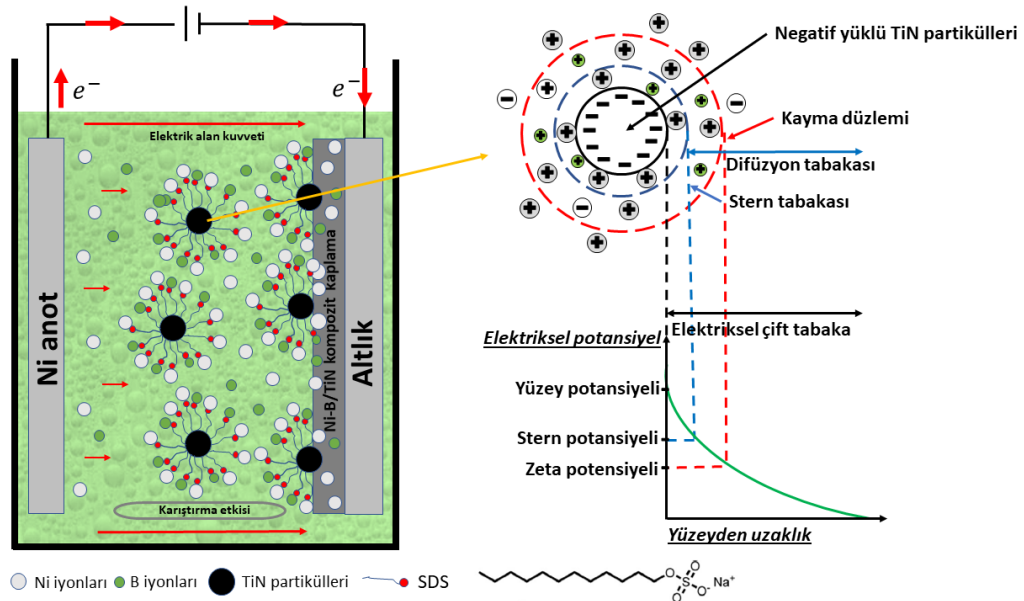 e⁻
e⁻
Elektrik alan kuvveti
Ni anot
Ni-B/TiN kompozit kaplama
Altlık
Karıştırma etkisi
Ni iyonları
B iyonları
TiN partikülleri
SDS
Negatif yüklü TiN partikülleri
Kayma düzlemi
Difüzyon tabakası
Stern tabakası
Elektriksel potansiyel
Elektriksel çift tabaka
Yüzey potansiyeli
Stern potansiyeli
Zeta potensiyeli
Yüzeyden uzaklık
O
O
S
O
O⁻
Na⁺